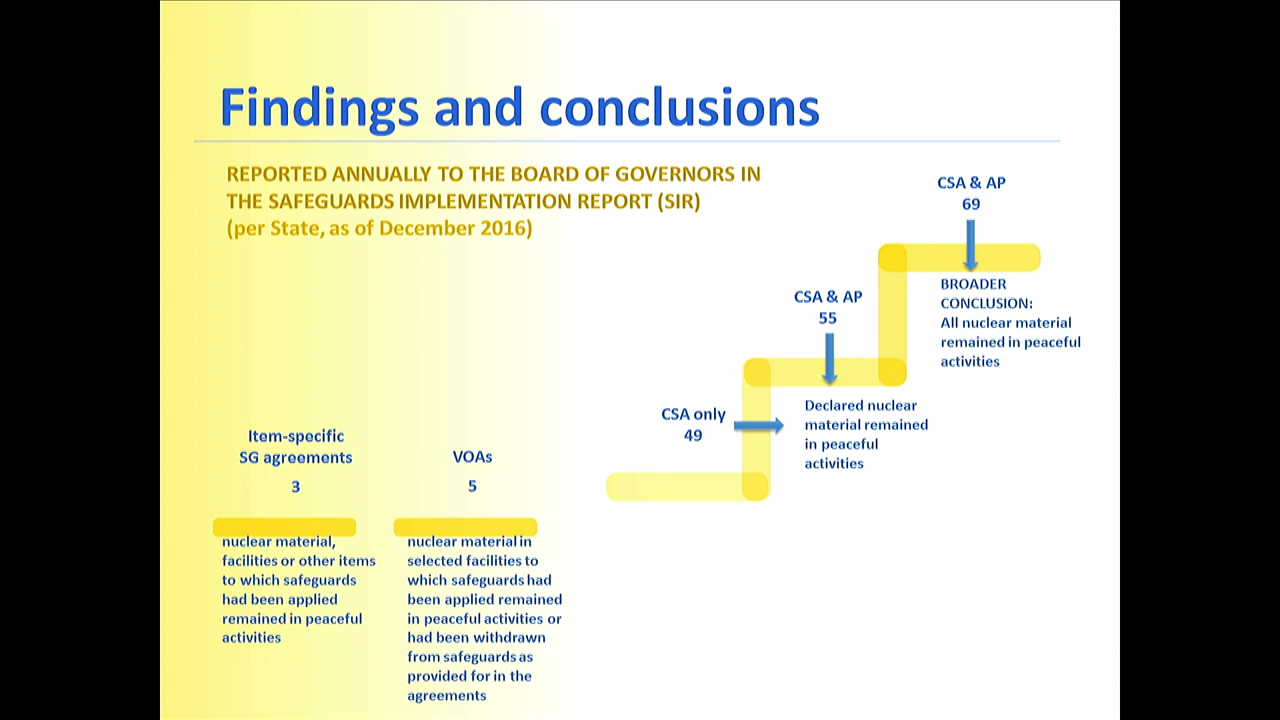 Findings and conclusions
REPORTED ANNUALLY TO THE BOARD OF GOVERNORS IN
THE SAFEGUARDS IMPLEMENTATION REPORT (SIR)
(per State, as of December 2016)
Item-specific
SG agreements
3
nuclear material,
facilities or other items
to which safeguards
had been applied
remained in peaceful
activities
VOAs
5
nuclear material in
selected facilities to
which safeguards had
been applied remained
in peaceful activities or
had been withdrawn
from safeguards as
provided for in the
agreements
CSA only
49
CSA & AP
55
Declared nuclear
material remained
in peaceful
activities
CSA & AP
69
BROADER
CONCLUSION:
All nuclear material
remained in peaceful
activities